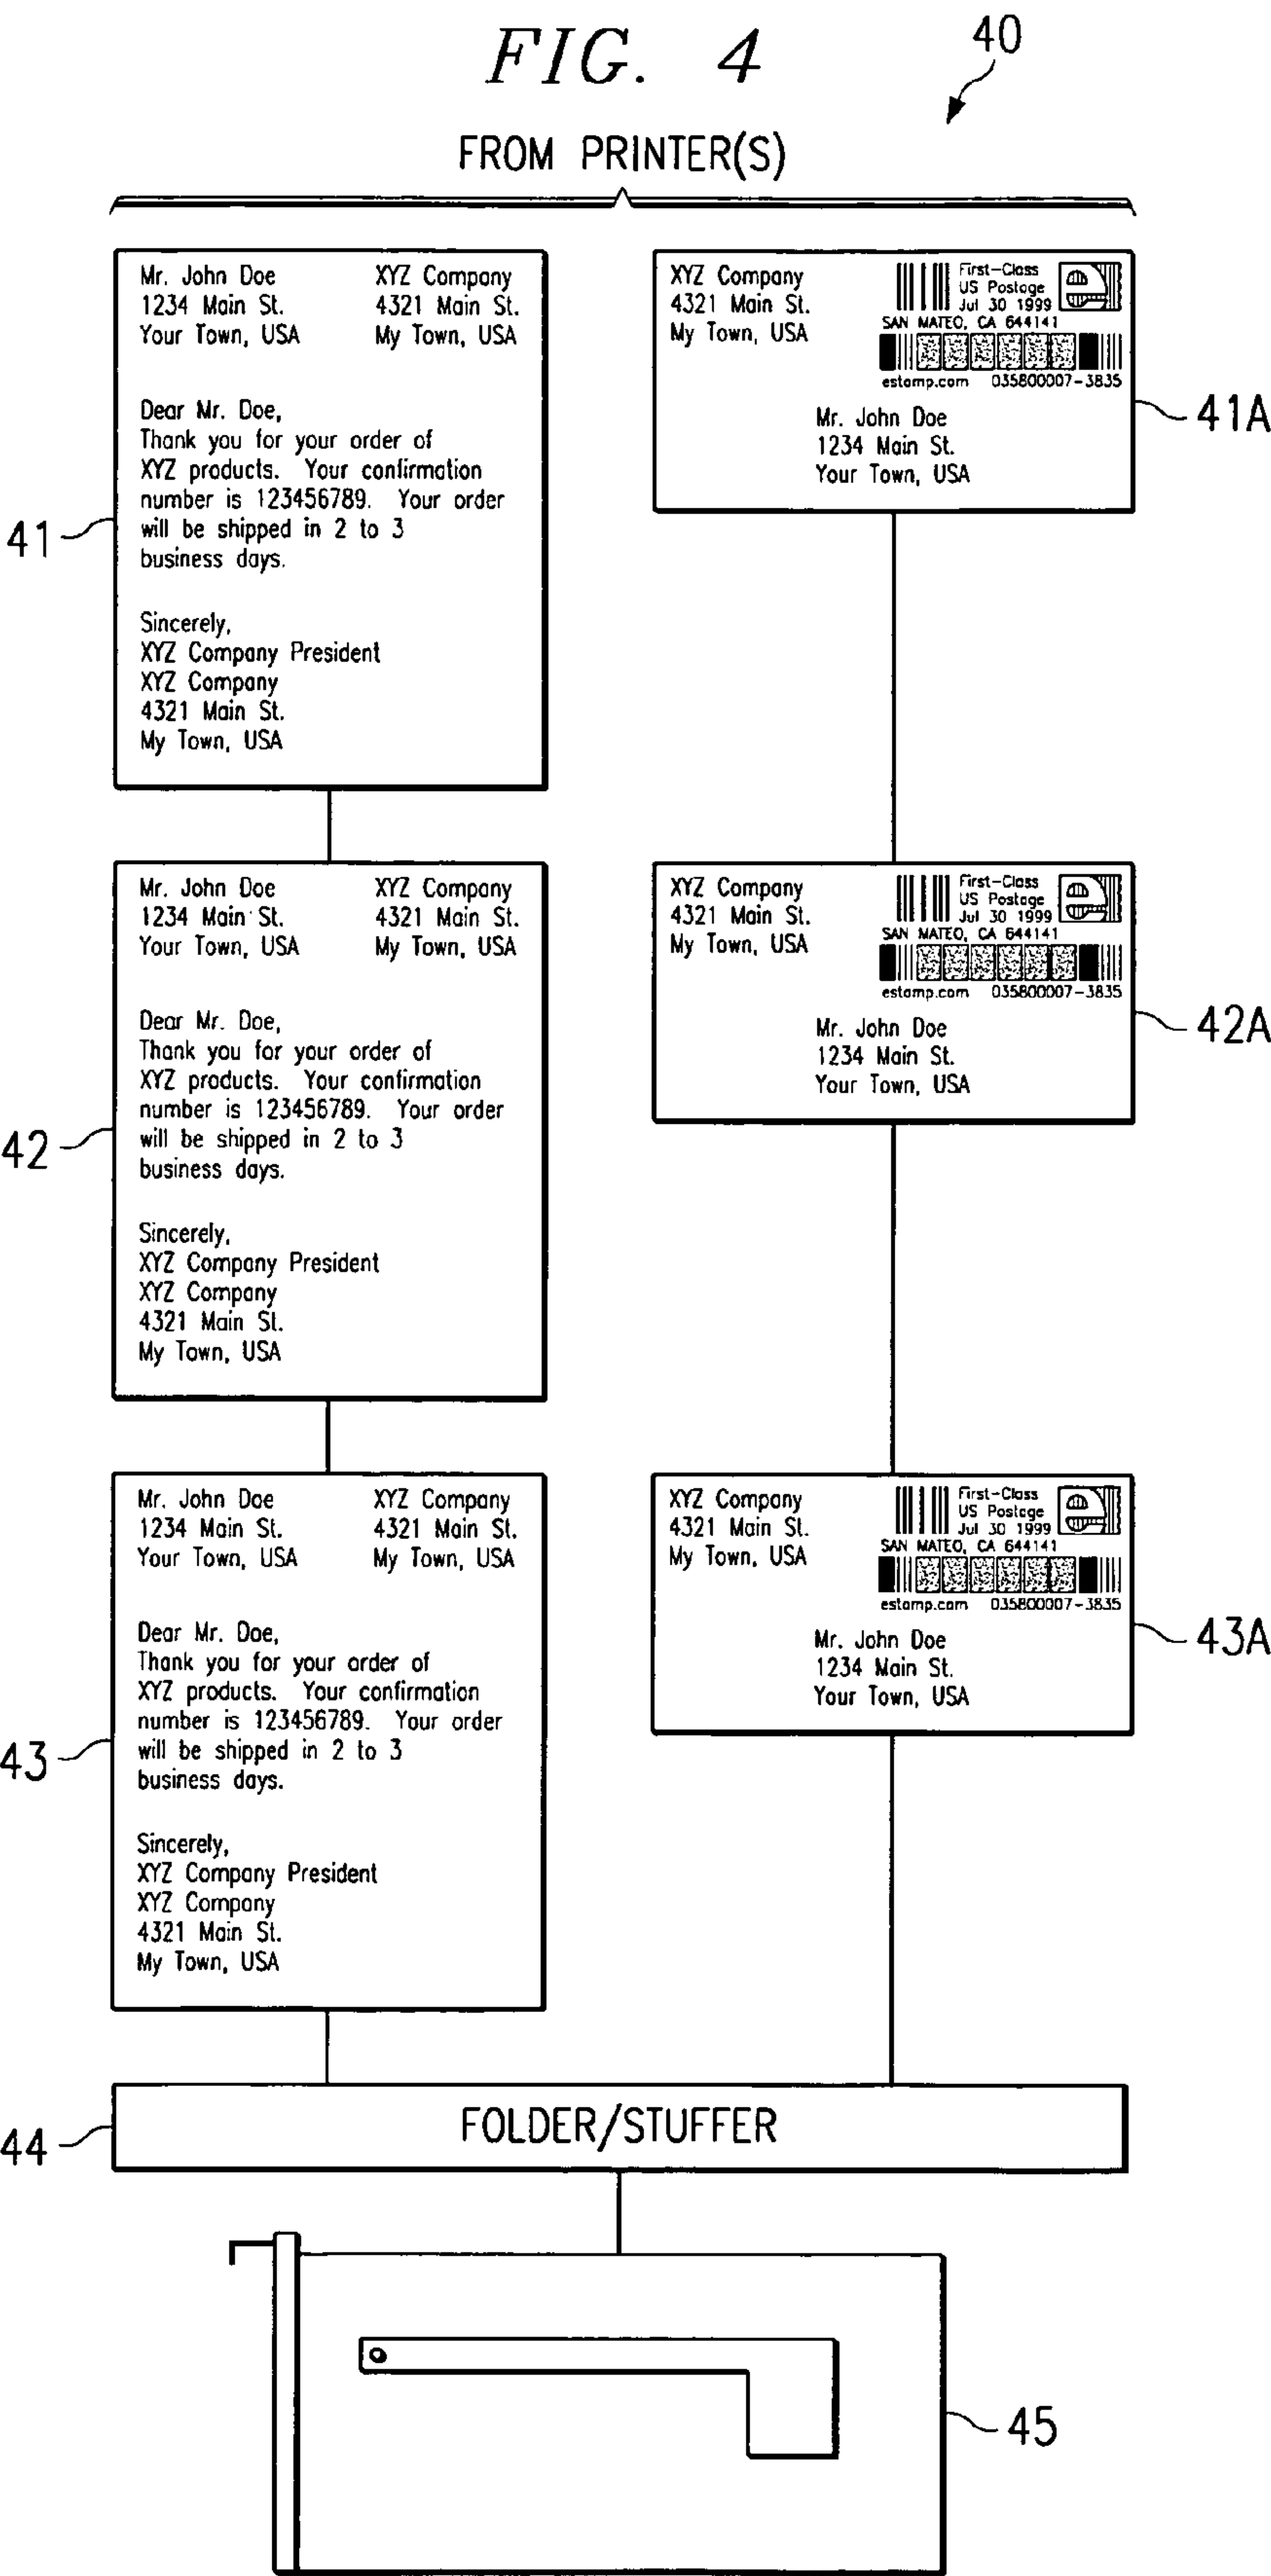 FIG. 4
40
FROM PRINTER(S)
Mr. John Doe XYZ Company
1234 Main St. 4321 Main St.
Your Town, USA My Town, USA
Dear Mr. Doe,
Thank you for your order of
XYZ products. Your confirmation
number is 123456789. Your order
will be shipped in 2 to 3
business days.
Sincerely,
XYZ Company President
XYZ Company
4321 Main St.
My Town, USA
41
XYZ Company
4321 Main St.
My Town, USA
First-Class
US Postage
Jul 30 1999
SAN MATEO, CA 644141
estamp.com 035800007-3835
Mr. John Doe
1234 Main St.
Your Town, USA
41A
Mr. John Doe XYZ Company
1234 Main St. 4321 Main St.
Your Town, USA My Town, USA
Dear Mr. Doe,
Thank you for your order of
XYZ products. Your confirmation
number is 123456789. Your order
will be shipped in 2 to 3
business days.
Sincerely,
XYZ Company President
XYZ Company
4321 Main St.
My Town, USA
42
XYZ Company
4321 Main St.
My Town, USA
First-Class
US Postage
Jul 30 1999
SAN MATEO, CA 644141
estamp.com 035800007-3835
Mr. John Doe
1234 Main St.
Your Town, USA
42A
Mr. John Doe XYZ Company
1234 Main St. 4321 Main St.
Your Town, USA My Town, USA
Dear Mr. Doe,
Thank you for your order of
XYZ products. Your confirmation
number is 123456789. Your order
will be shipped in 2 to 3
business days.
Sincerely,
XYZ Company President
XYZ Company
4321 Main St.
My Town, USA
43
XYZ Company
4321 Main St.
My Town, USA
First-Class
US Postage
Jul 30 1999
SAN MATEO, CA 644141
estamp.com 035800007-3835
Mr. John Doe
1234 Main St.
Your Town, USA
43A
FOLDER/STUFFER
44
45